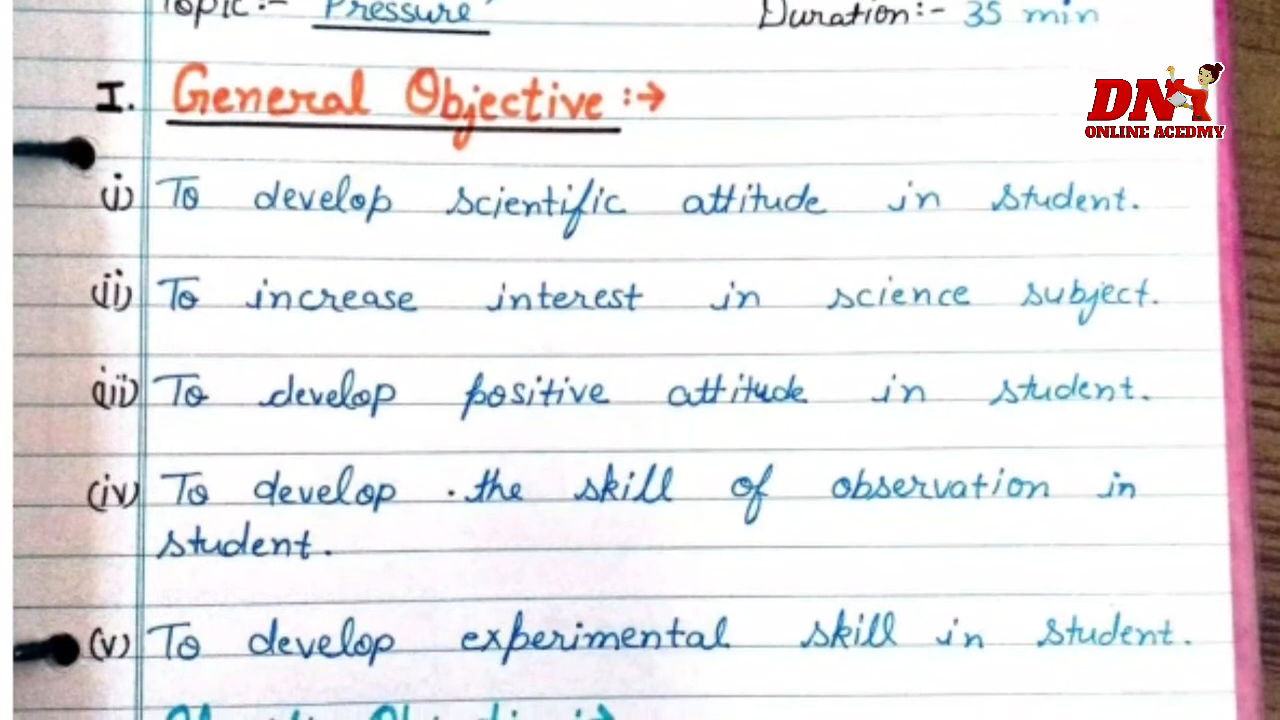 Topic:- Pressure Duration:- 35 min
I. General Objective :→
DN
ONLINE ACEDMY
(i) To develop scientific attitude in student.
(ii) To increase interest in science subject.
(iii) To develop positive attitude in student.
(iv) To develop the skill of observation in
student.
(v) To develop experimental skill in student.